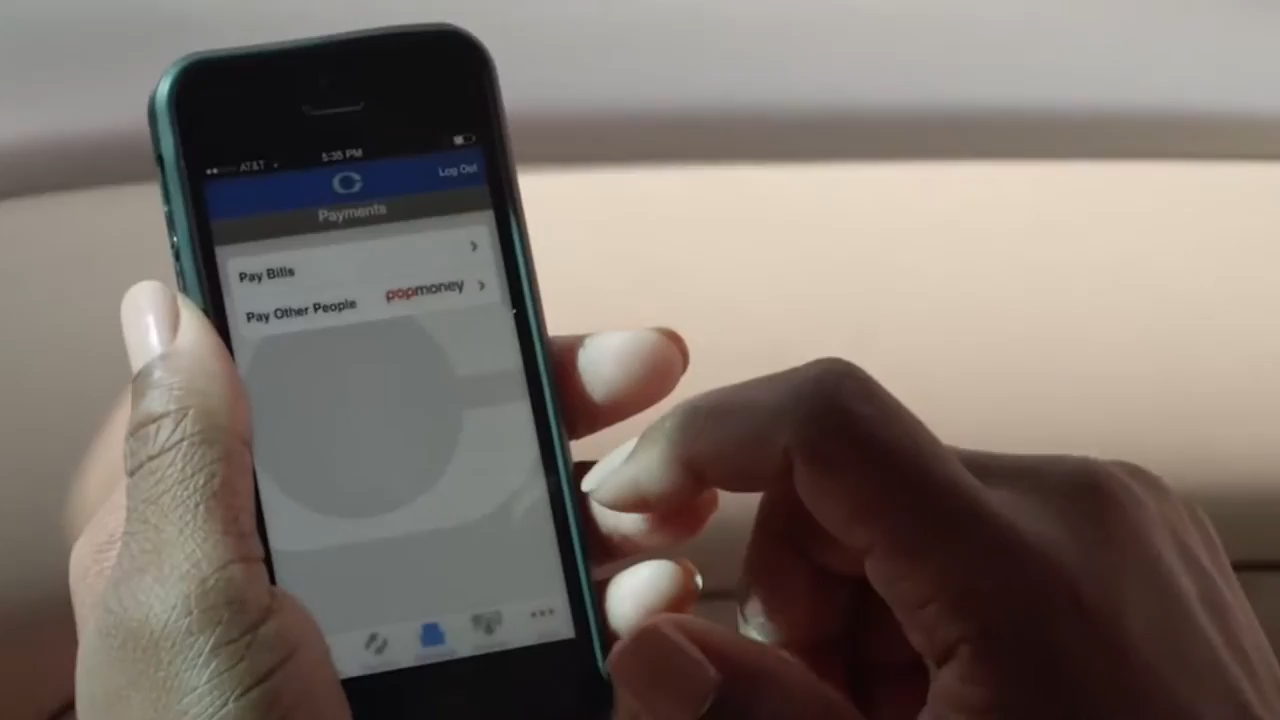 AT&T 5:35 PM
Log Out
Payments
Pay Bills
Pay Other People popmoney